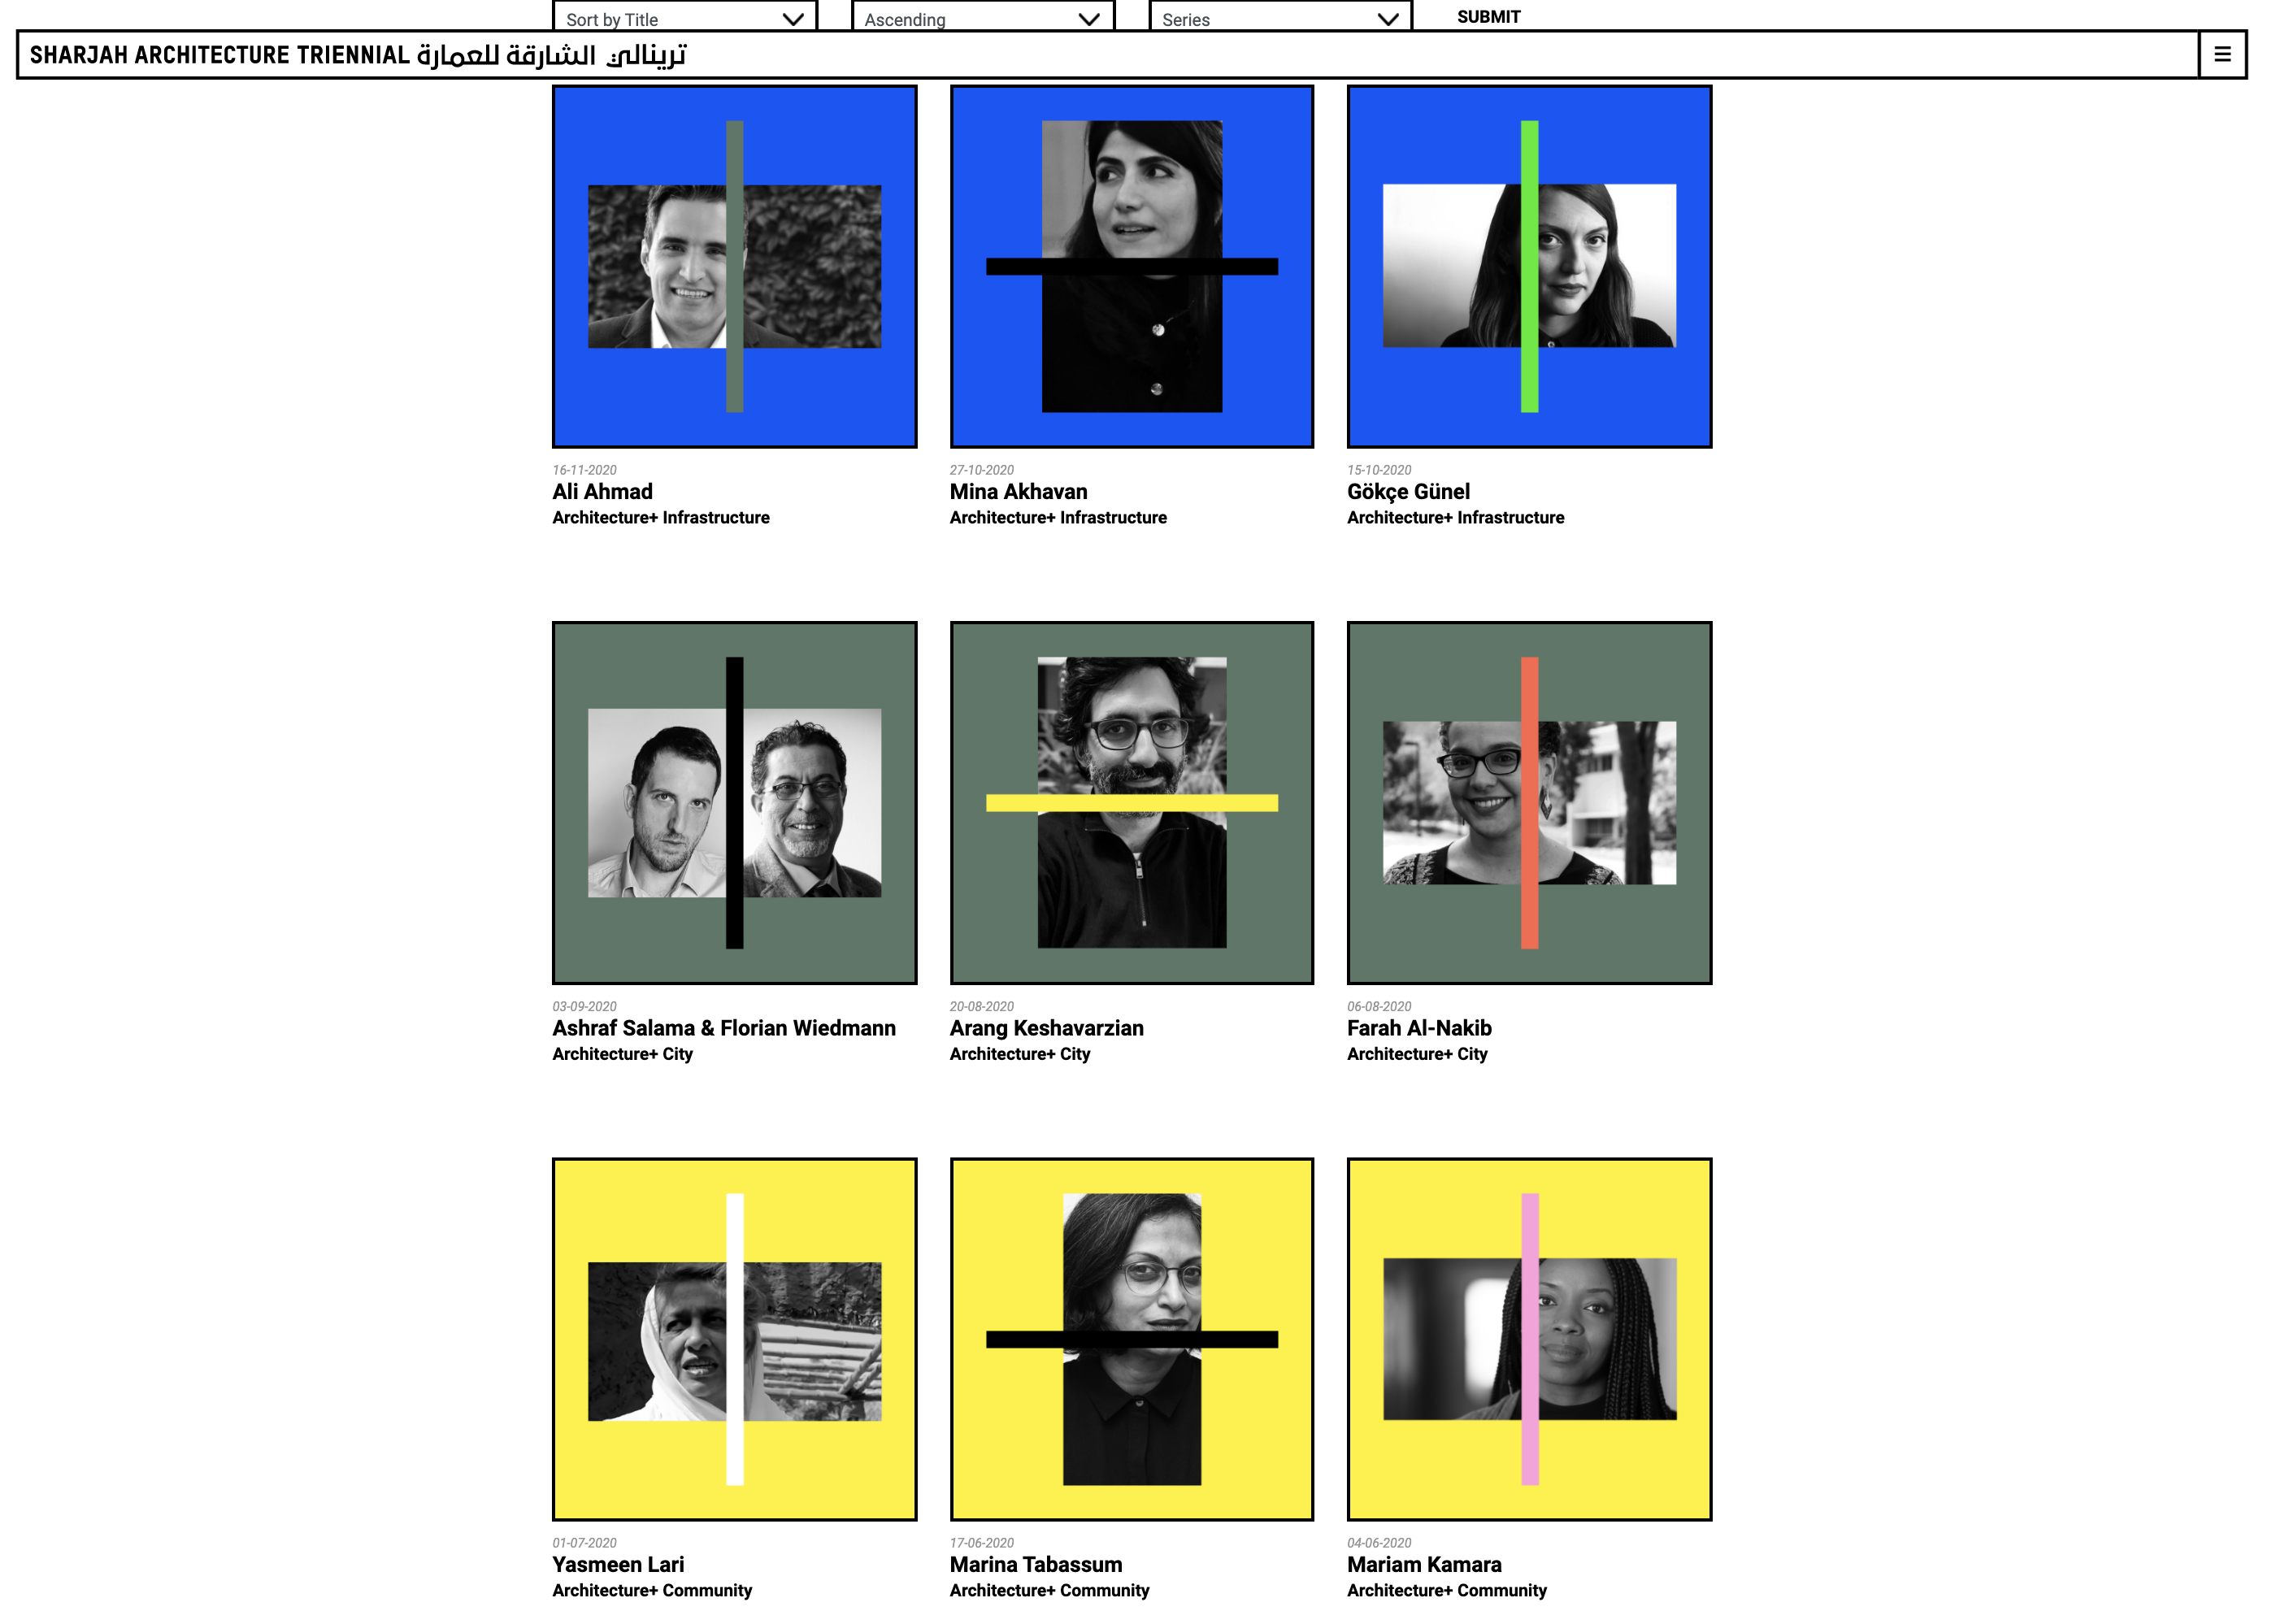 Sort by Title
Ascending
Series
SUBMIT
SHARJAH ARCHITECTURE TRIENNIAL ترينالي الشارقة للعمارة
16-11-2020
Ali Ahmad
Architecture+ Infrastructure
27-10-2020
Mina Akhavan
Architecture+ Infrastructure
15-10-2020
Gökçe Günel
Architecture+ Infrastructure
03-09-2020
Ashraf Salama & Florian Wiedmann
Architecture+ City
20-08-2020
Arang Keshavarzian
Architecture+ City
06-08-2020
Farah Al-Nakib
Architecture+ City
01-07-2020
Yasmeen Lari
Architecture+ Community
17-06-2020
Marina Tabassum
Architecture+ Community
04-06-2020
Mariam Kamara
Architecture+ Community